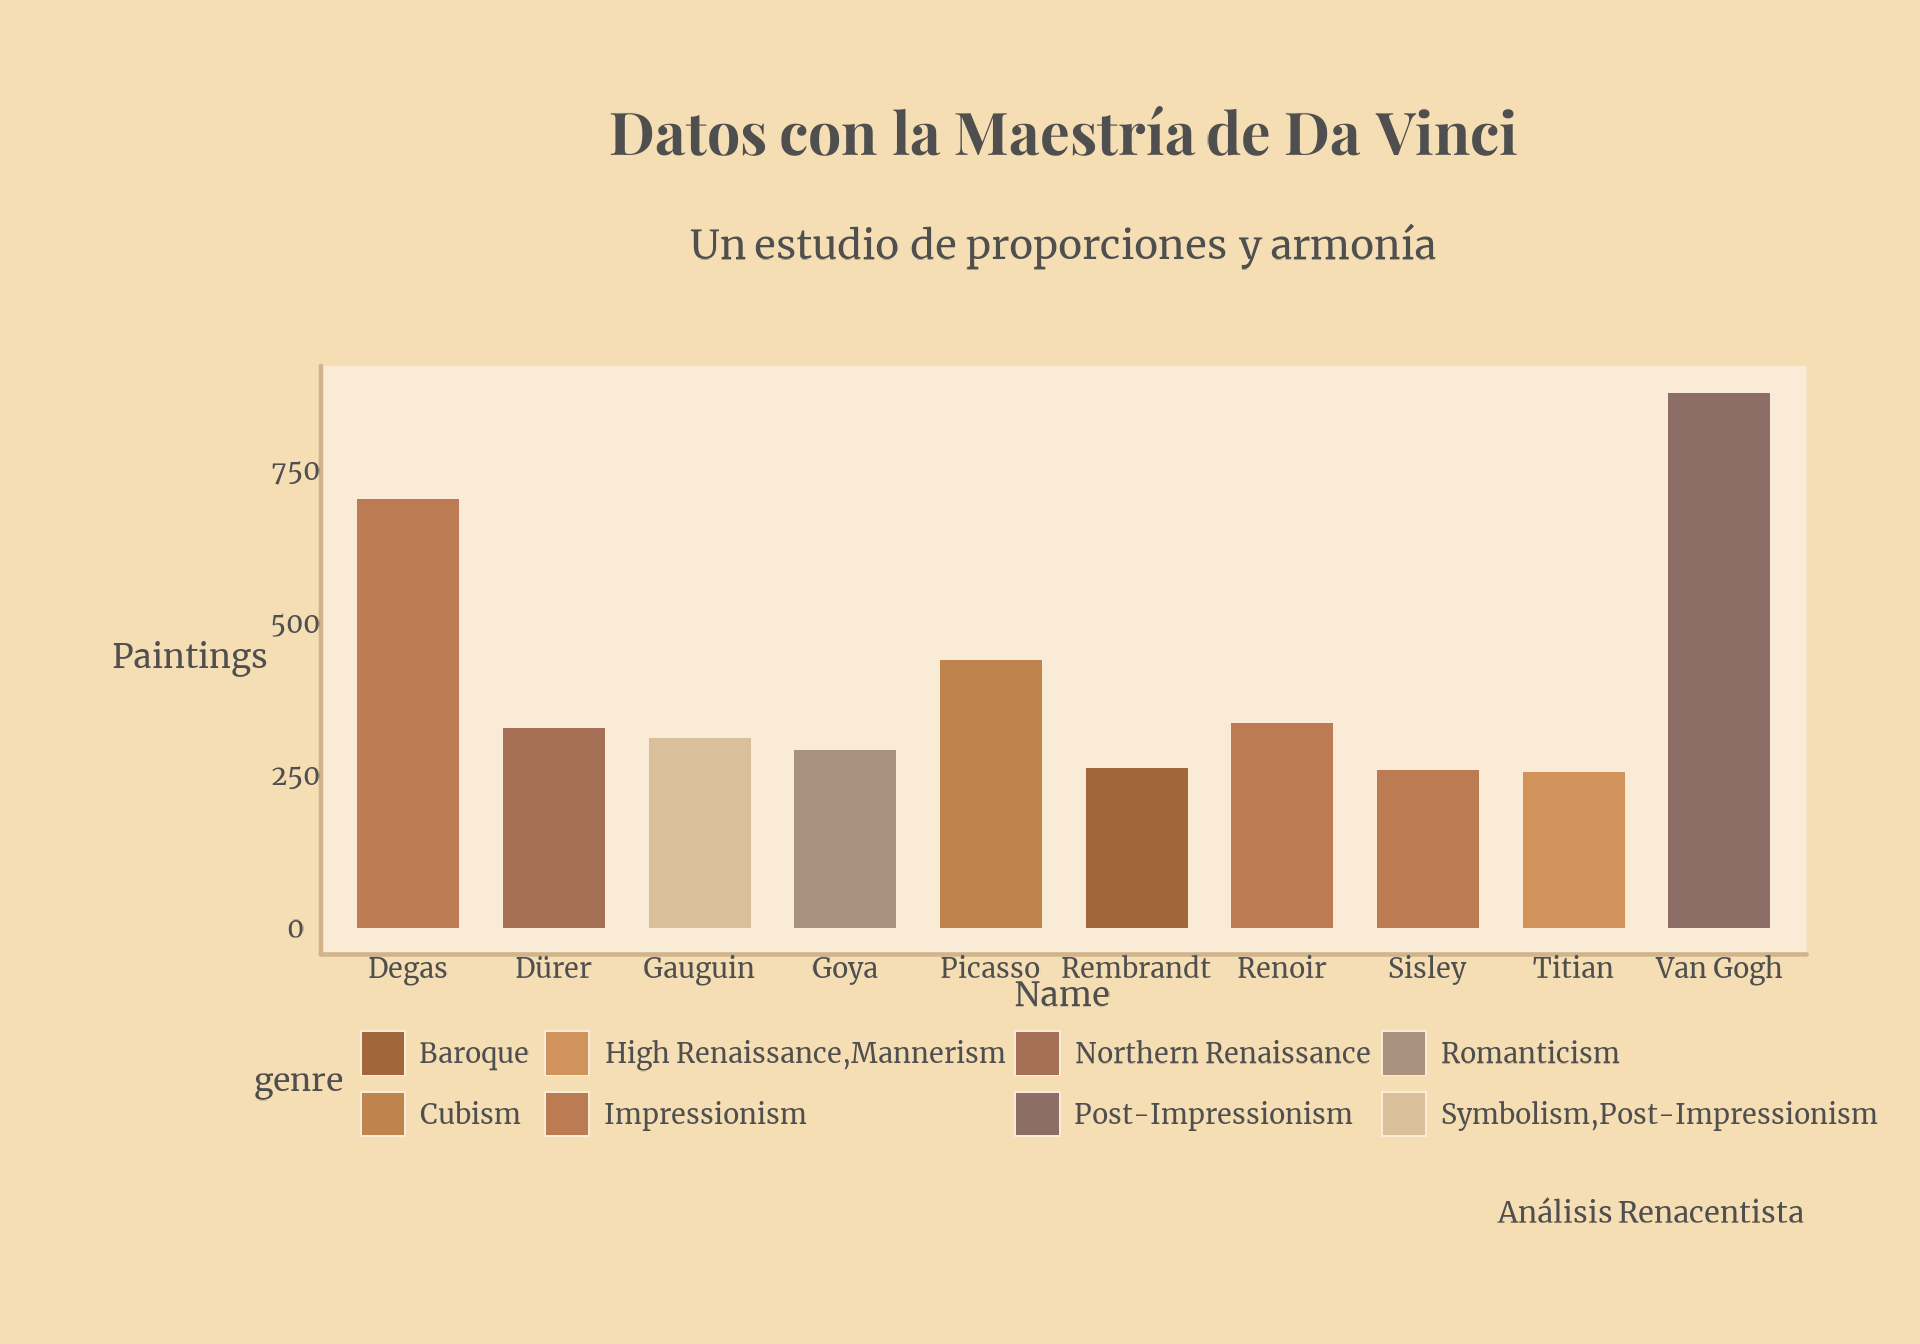 Datos con la Maestría de Da Vinci
Un estudio de proporciones y armonía
750
500
Paintings
250
0
Degas Dürer Gauguin Goya Picasso Rembrandt Renoir Sisley Titian Van Gogh
Name
genre
Baroque High Renaissance,Mannerism Northern Renaissance Romanticism
Cubism Impressionism Post-Impressionism Symbolism,Post-Impressionism
Análisis Renacentista